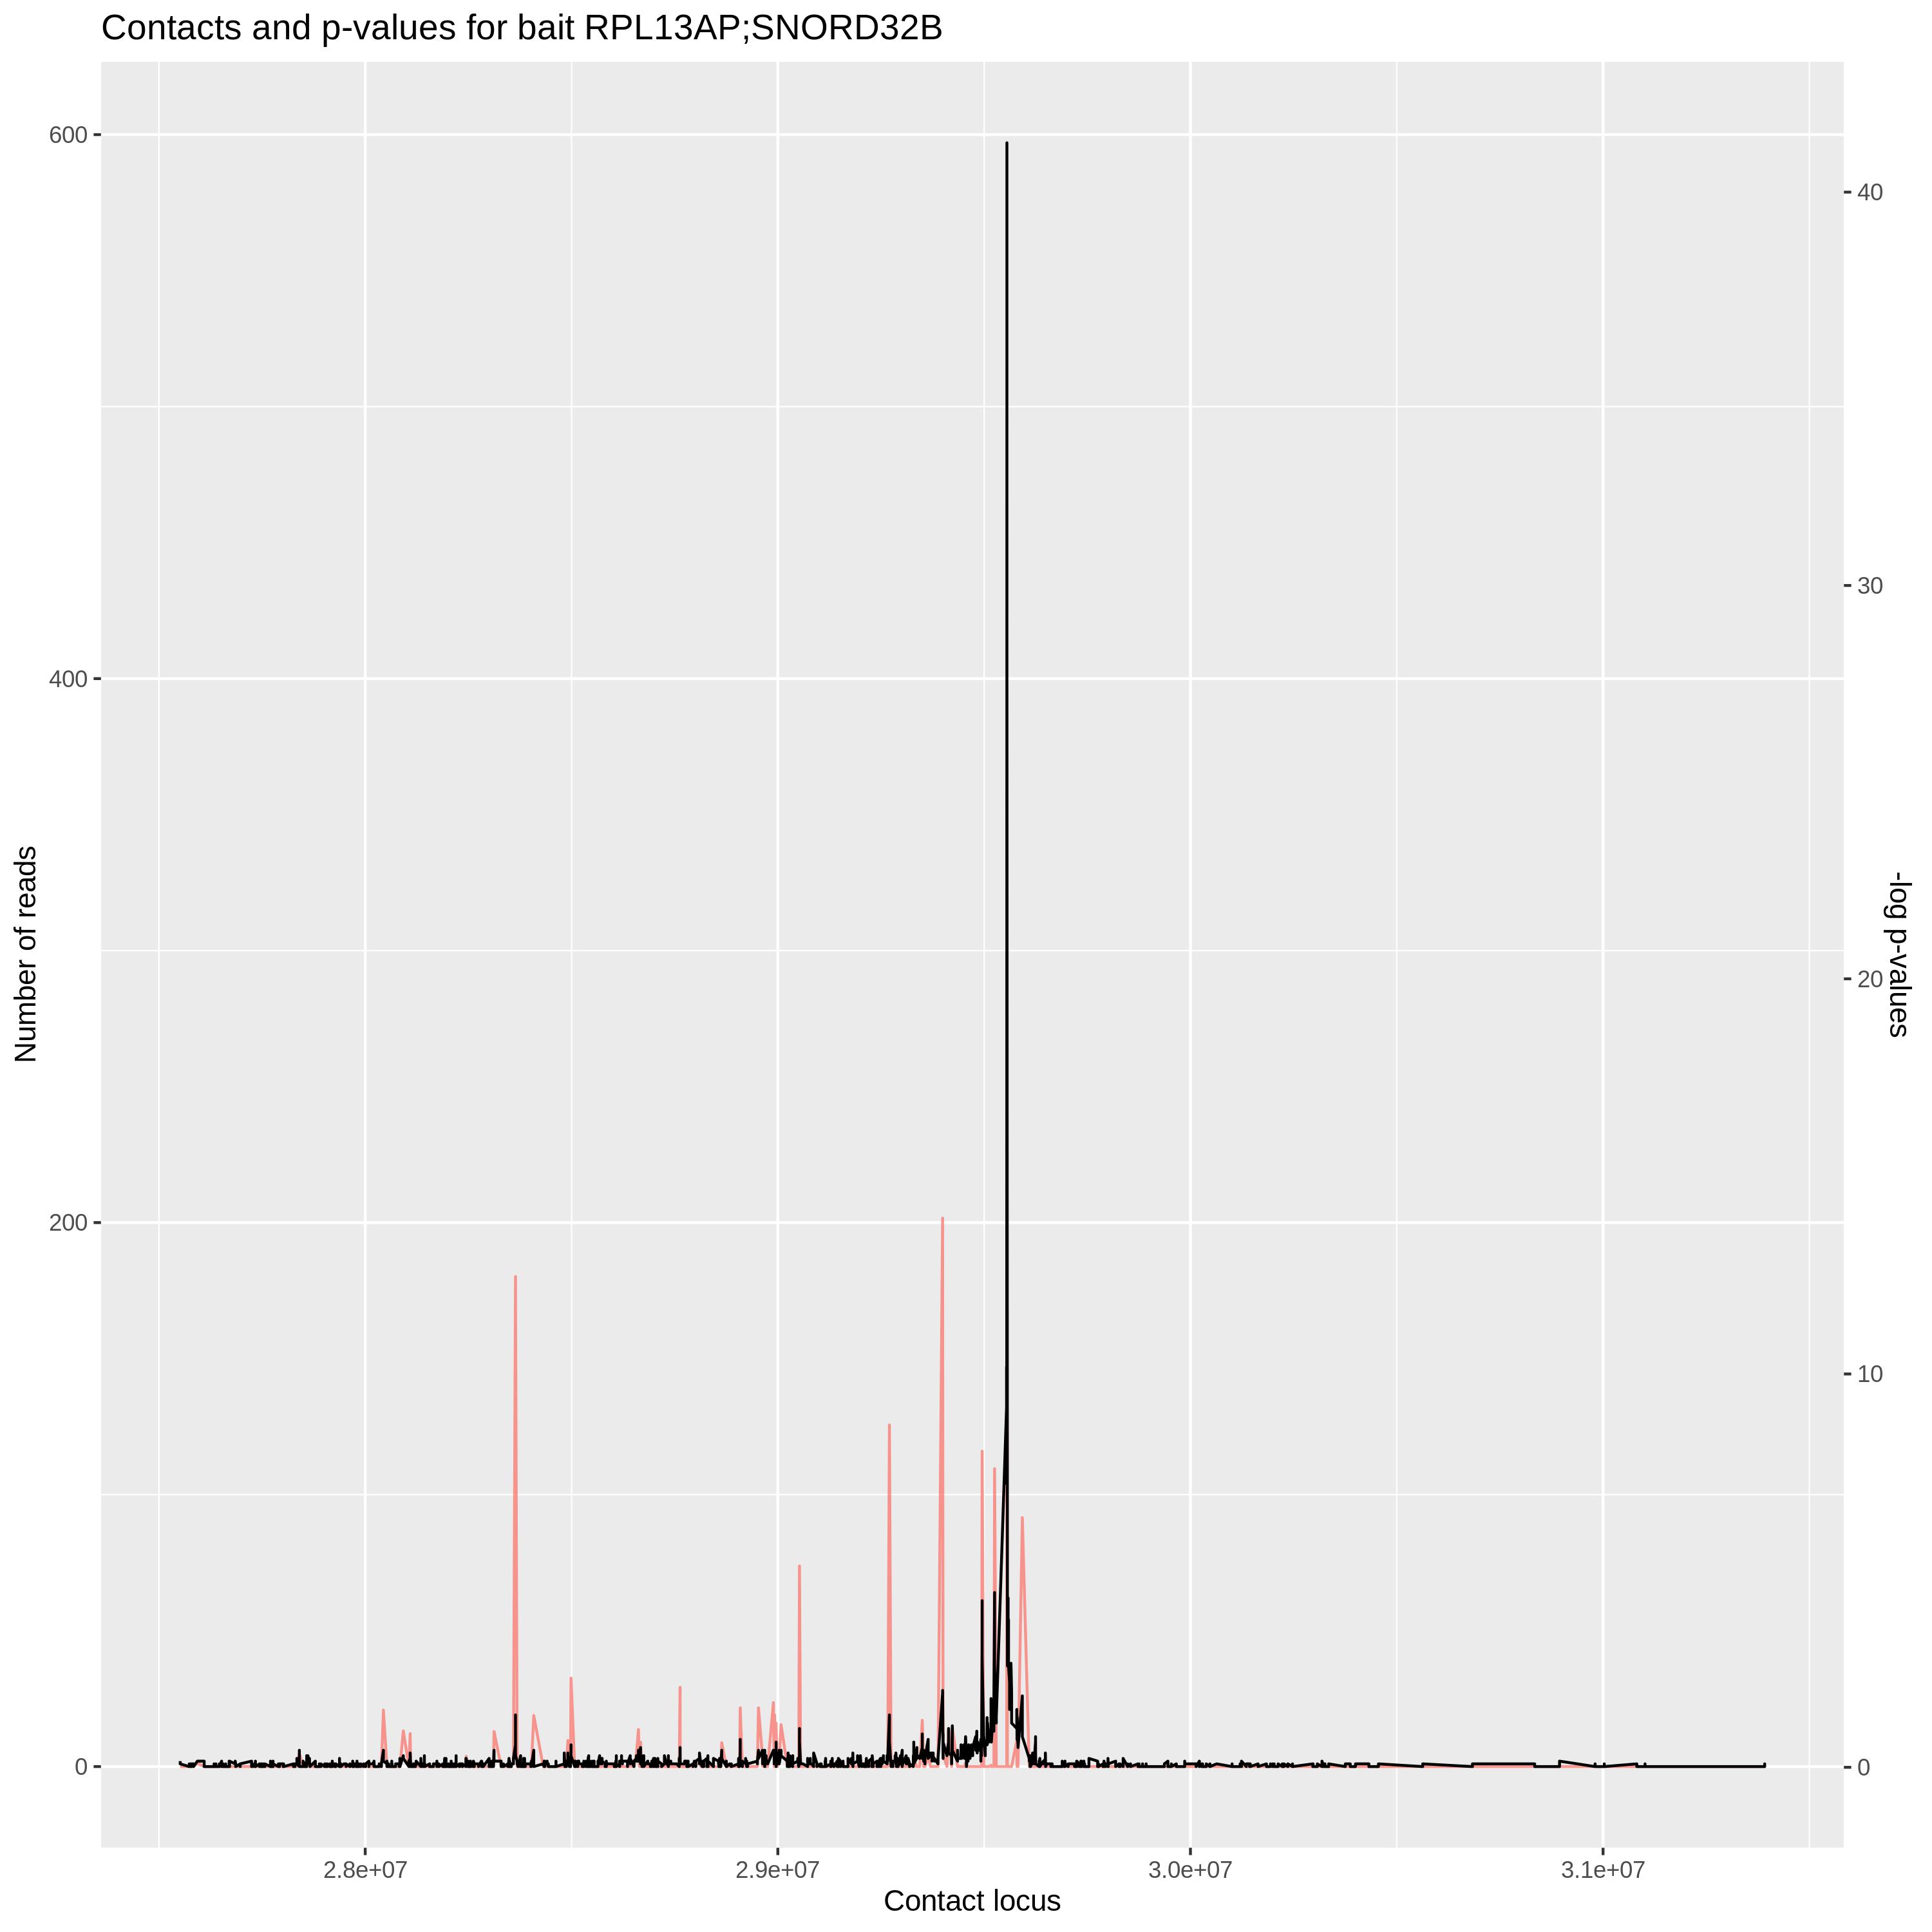 Contacts and p-values for bait RPL13AP;SNORD32B
600
400
200
0
Number of reads
40
30
20
10
0
-log p-values
2.8e+07
2.9e+07
3.0e+07
3.1e+07
Contact locus